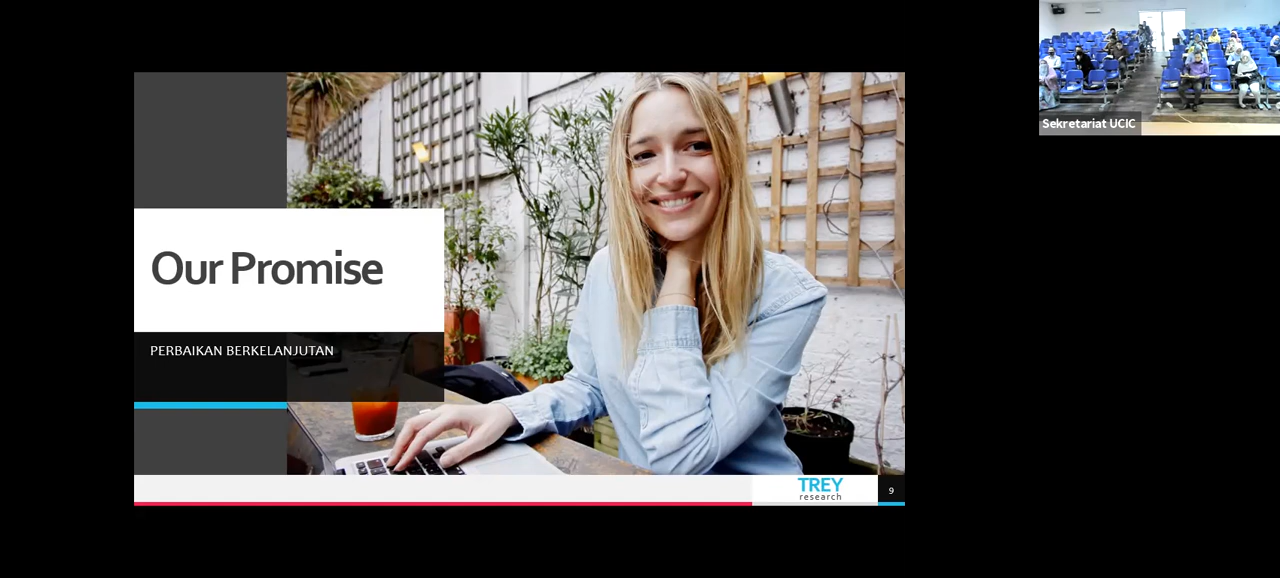 Our Promise
PERBAIKAN BERKELANJUTAN
TREY
research
9
Sekretariat UCIC